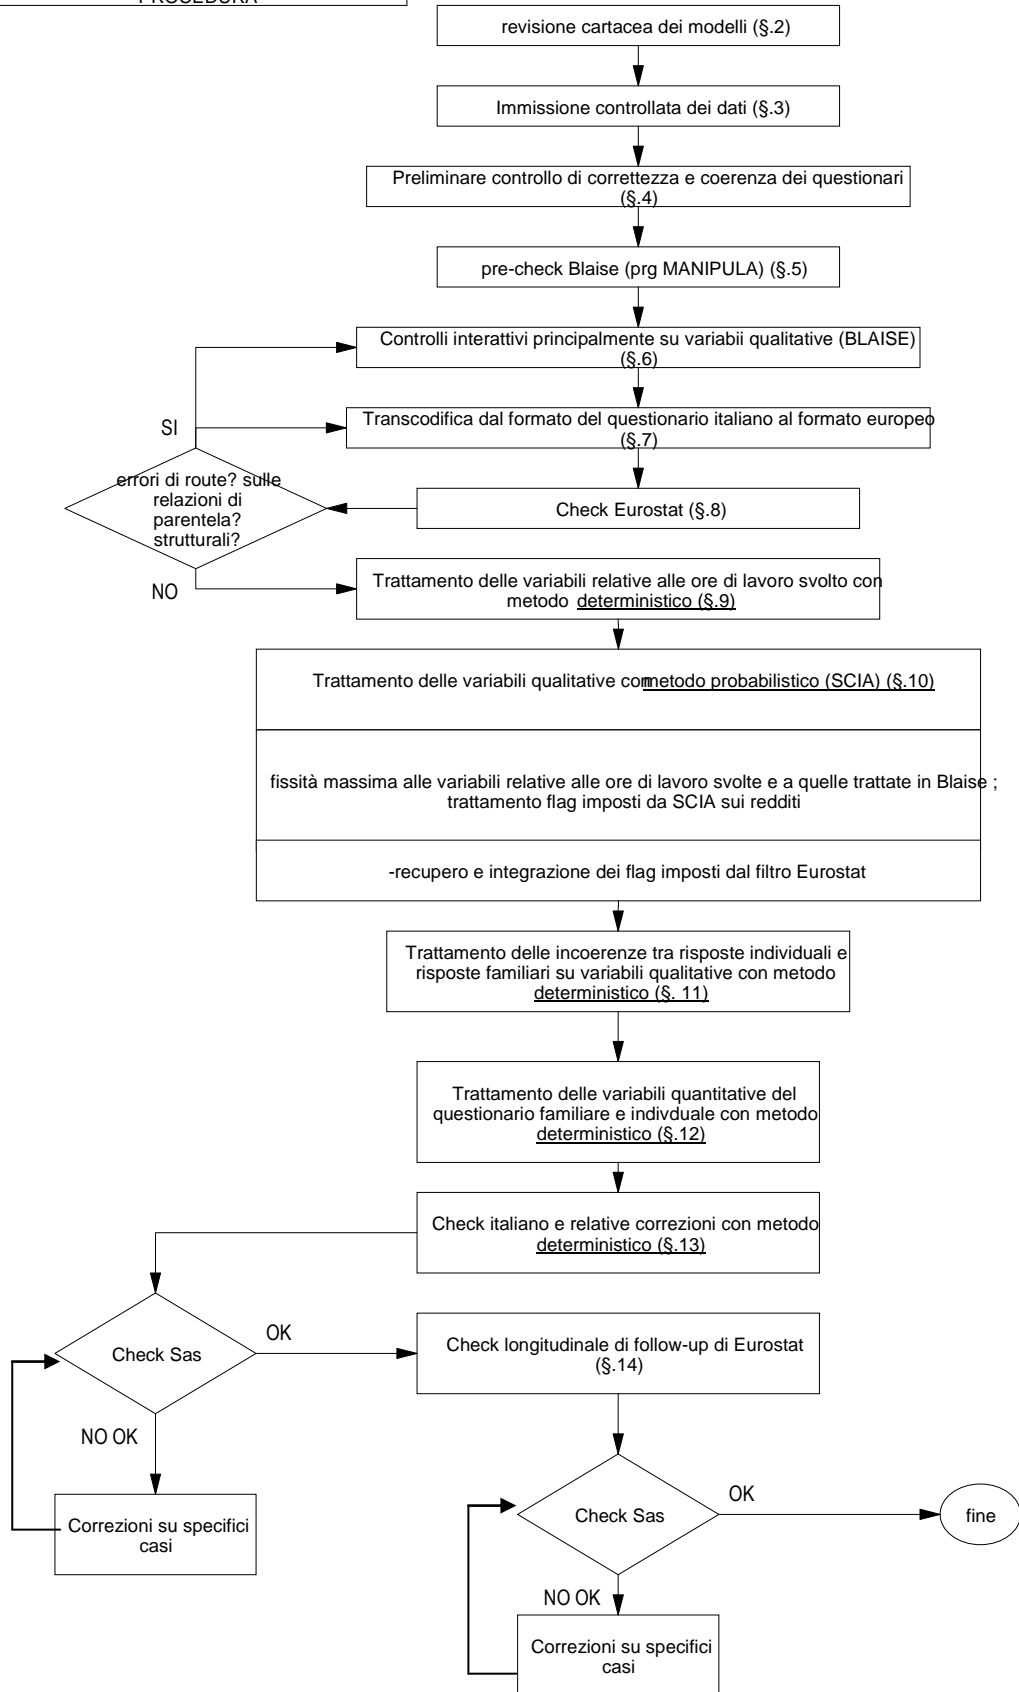 PROCEDURA
revisione cartacea dei modelli (§.2)
Immissione controllata dei dati (§.3)
Preliminare controllo di correttezza e coerenza dei questionari
(§.4)
pre-check Blaise (prg MANIPULA) (§.5)
Controlli interattivi principalmente su variabii qualitative (BLAISE)
(§.6)
Transcodifica dal formato del questionario italiano al formato europeo
(§.7)
SI
errori di route? sulle
relazioni di
parentela?
strutturali?
Check Eurostat (§.8)
NO
Trattamento delle variabili relative alle ore di lavoro svolto con
metodo deterministico (§.9)
Trattamento delle variabili qualitative con metodo probabilistico (SCIA) (§.10)
fissità massima alle variabili relative alle ore di lavoro svolte e a quelle trattate in Blaise ;
trattamento flag imposti da SCIA sui redditi
-recupero e integrazione dei flag imposti dal filtro Eurostat
Trattamento delle incoerenze tra risposte individuali e
risposte familiari su variabili qualitative con metodo
deterministico (§. 11)
Trattamento delle variabili quantitative del
questionario familiare e indivduale con metodo
deterministico (§.12)
Check italiano e relative correzioni con metodo
deterministico (§.13)
Check Sas
OK
Check longitudinale di follow-up di Eurostat
(§.14)
NO OK
Correzioni su specifici
casi
Check Sas
OK
fine
NO OK
Correzioni su specifici
casi